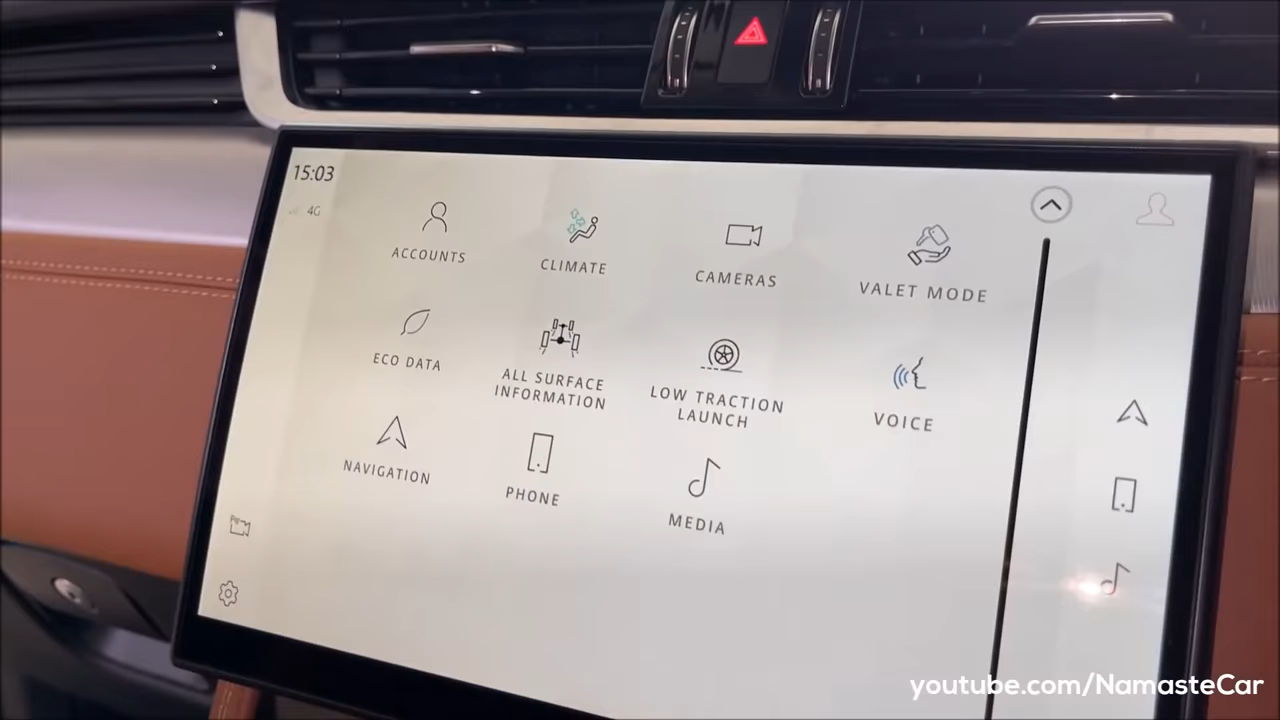 15:03
4G
ACCOUNTS
CLIMATE
CAMERAS
VALET MODE
ECO DATA
ALL SURFACE
INFORMATION
LOW TRACTION
LAUNCH
VOICE
NAVIGATION
PHONE
MEDIA
youtube.com/NamasteCar